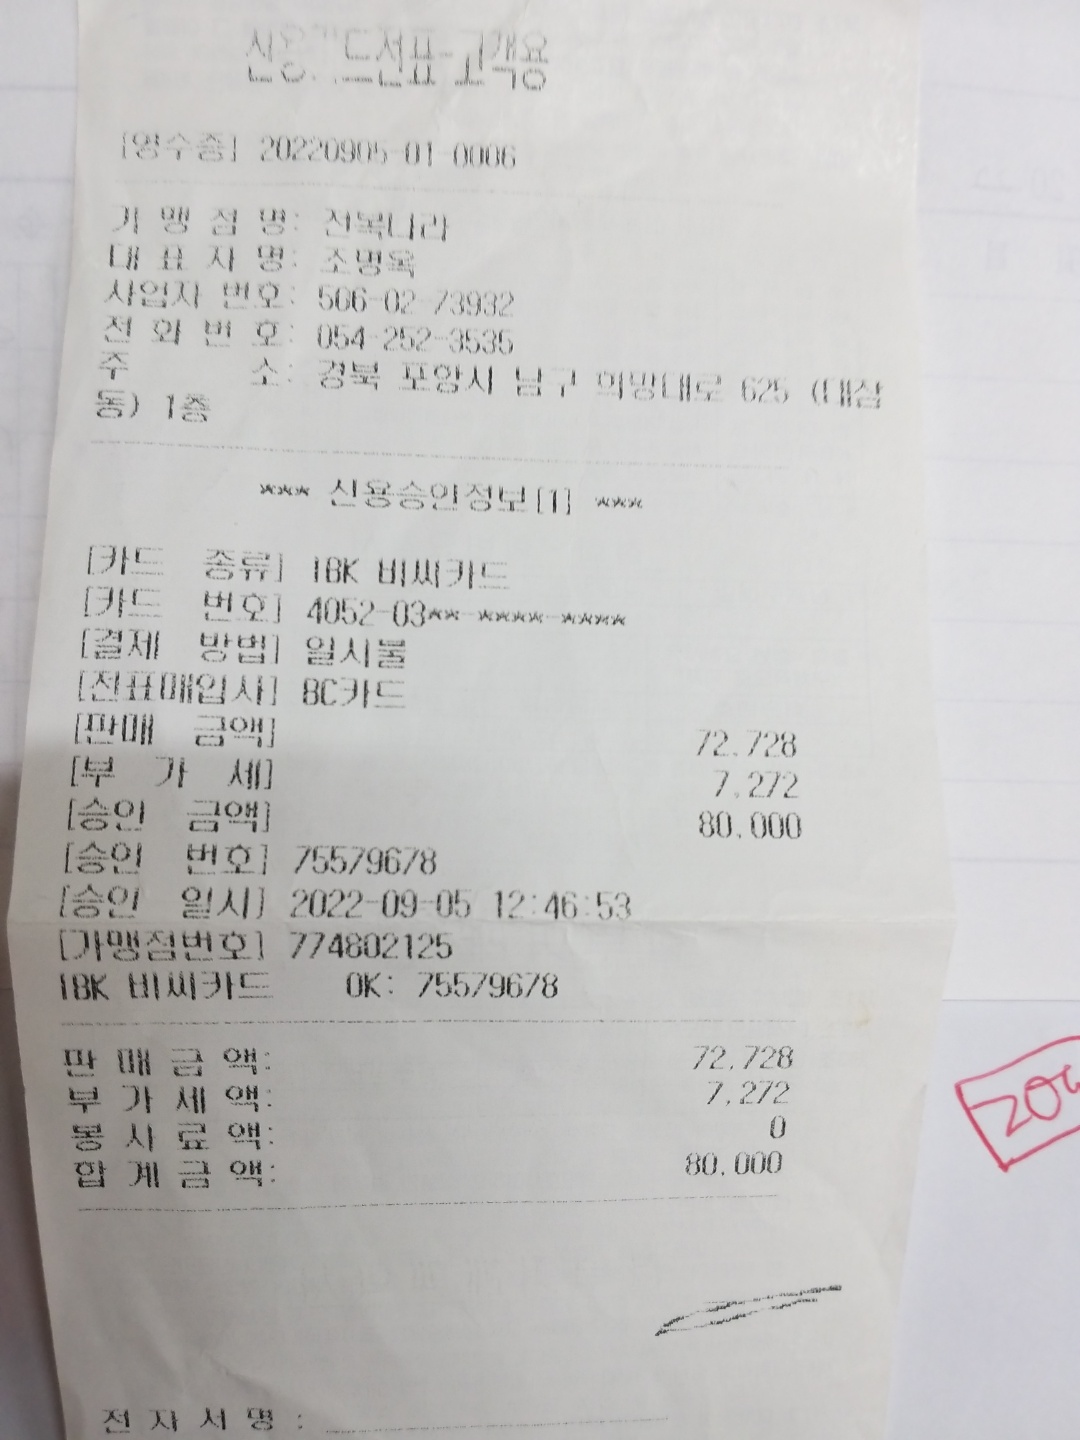 신용카드전표-고객용
[영수증] 20220905-01-0006
가 맹 점 명: 전복나라
대 표 자 명: 조명옥
사업자 번호: 506-02-73932
전 화 번 호: 054-252-3535
주 소: 경북 포항시 남구 희망대로 625 (대잠
동) 1층
*** 신용승인정보[1] ***
[카드 종류] IBK 비씨카드
[카드 번호] 4052-03**-****-****
[결제 방법] 일시불
[전표매입사] BC카드
[판매 금액] 72,728
[부 가 세] 7,272
[승인 금액] 80,000
[승인 번호] 75579678
[승인 일시] 2022-09-05 12:46:53
[가맹점번호] 774802125
IBK 비씨카드 OK: 75579678
판 매 금 액: 72,728
부 가 세 액: 7,272
봉 사 료 액: 0
합 계 금 액: 80,000
전 자 서 명 :